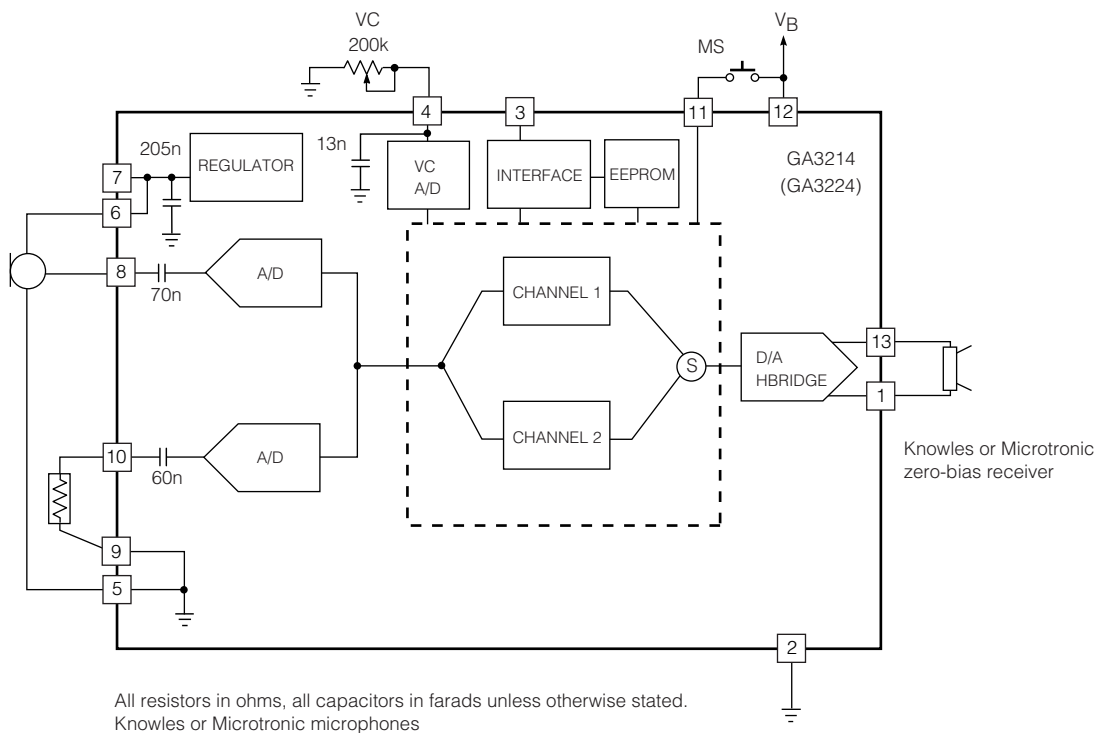 VC
200k
MS
VB
4
3
11
12
13n
205n
REGULATOR
VC
A/D
INTERFACE
EEPROM
GA3214
(GA3224)
7
6
8
70n
A/D
CHANNEL 1
S
D/A
HBRIDGE
13
1
CHANNEL 2
10
60n
A/D
Knowles or Microtronic
zero-bias receiver
9
5
2
All resistors in ohms, all capacitors in farads unless otherwise stated.
Knowles or Microtronic microphones